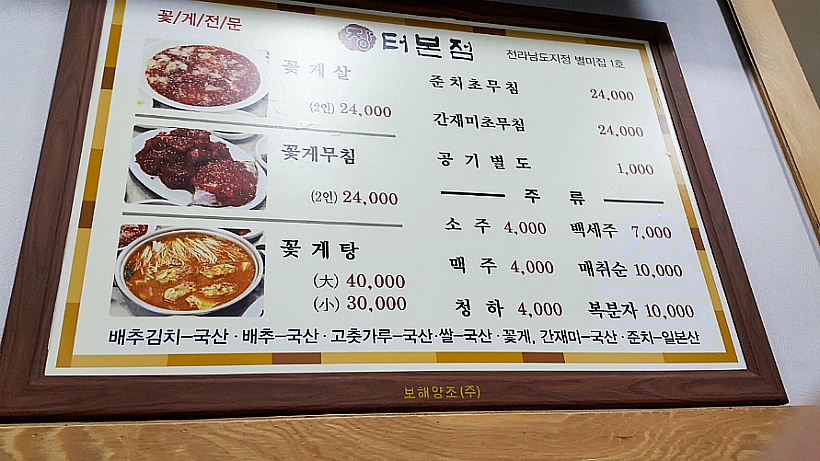 꽃/게/전/문
장터본점
전라남도지정 별미집 1호
꽃게살
(2인) 24,000
꽃게무침
(2인) 24,000
꽃게탕
(大) 40,000
(小) 30,000
준치초무침 24,000
간재미초무침 24,000
공기별도 1,000
주류
소주 4,000 백세주 7,000
맥주 4,000 매취순 10,000
청하 4,000 복분자 10,000
배추김치-국산·배추-국산·고춧가루-국산·쌀-국산·꽃게, 간재미-국산·준치-일본산
보해양조(주)